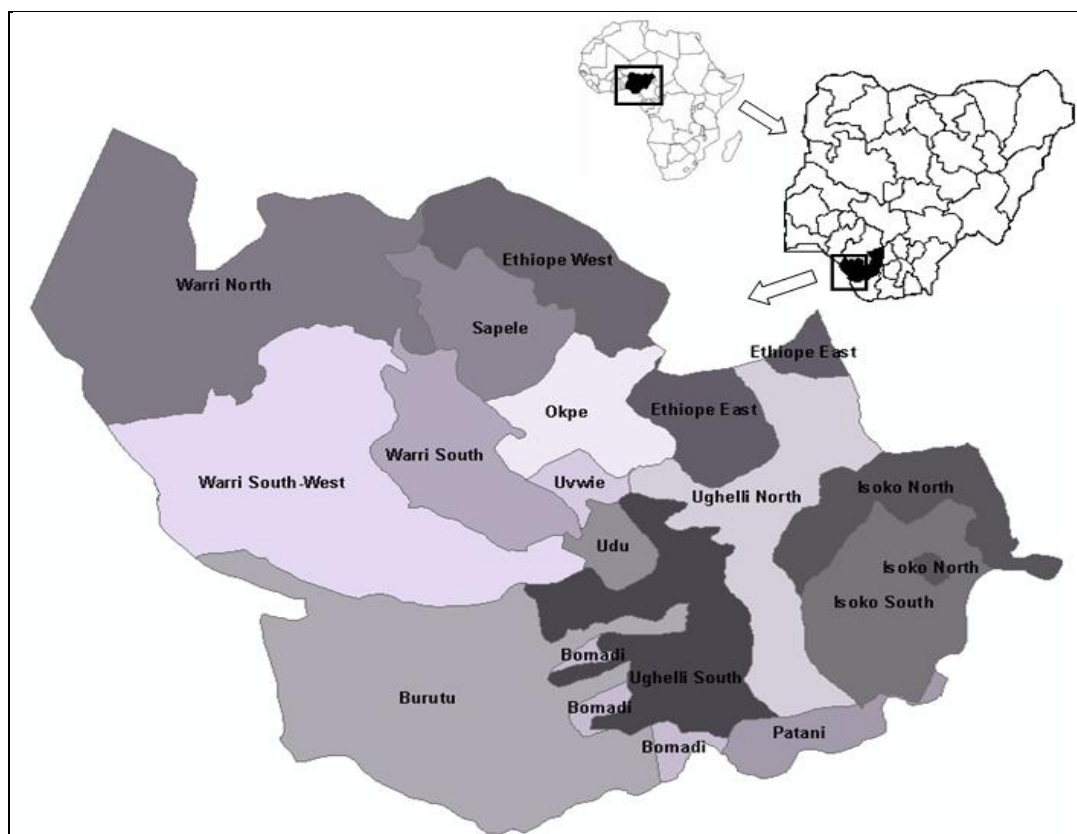 Ethiope West
Warri North
Sapele
Ethiope East
Okpe
Ethiope East
Warri South
Warri South-West
Uvwie
Ughelli North
Isoko North
Udu
Isoko North
Isoko South
Bomadi
Ughelli South
Burutu
Bomadi
Patani
Bomadi